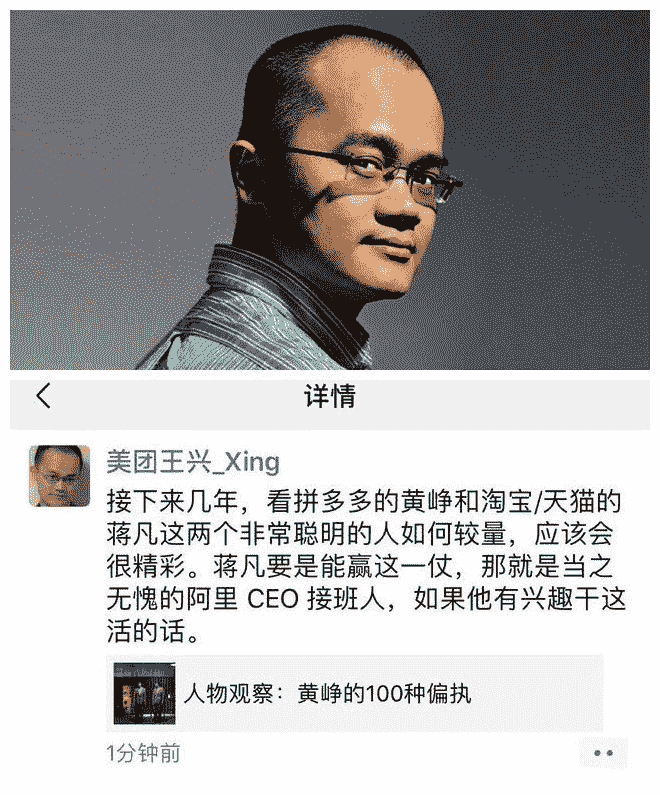 详情
美团王兴_Xing
接下来几年，看拼多多的黄峥和淘宝/天猫的
蒋凡这两个非常聪明的人如何较量，应该会
很精彩。蒋凡要是能赢这一仗，那就是当之
无愧的阿里 CEO 接班人，如果他有兴趣干这
活的话。
人物观察：黄峥的100种偏执
1分钟前